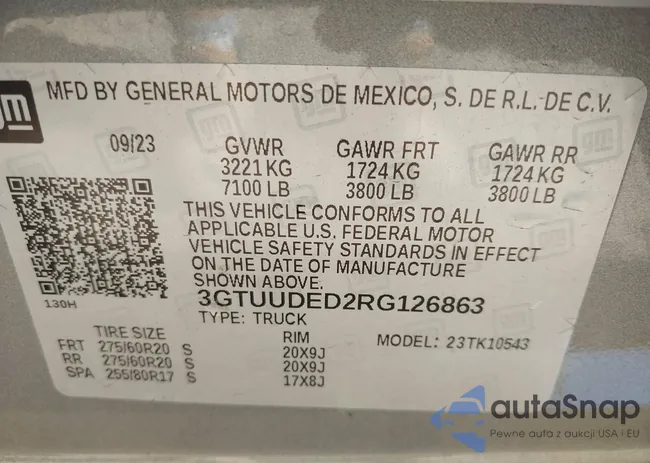 gm
MFD BY GENERAL MOTORS DE MEXICO, S. DE R.L. DE C.V.
09/23 GVWR GAWR FRT GAWR RR
3221 KG 1724 KG 1724 KG
7100 LB 3800 LB 3800 LB
THIS VEHICLE CONFORMS TO ALL
APPLICABLE U.S. FEDERAL MOTOR
VEHICLE SAFETY STANDARDS IN EFFECT
ON THE DATE OF MANUFACTURE
SHOWN ABOVE.
130H
3GTUUDED2RG126863
TYPE: TRUCK
MODEL: 23TK10543
TIRE SIZE RIM
FRT 275/60R20 S 20X9J
RR 275/60R20 S 20X9J
SPA 255/80R17 S 17X8J
autaSnap
Pewne auta z aukcji USA i EU